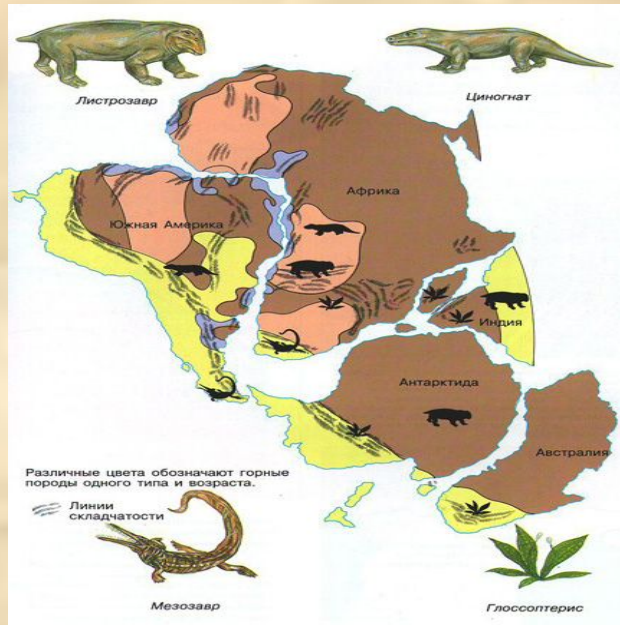 Листрозавр
Циногнат
Африка
Южная Америка
Индия
Антарктида
Австралия
Различные цвета обозначают горные
породы одного типа и возраста.
Линии
складчатости
Мезозавр
Глоссоптерис